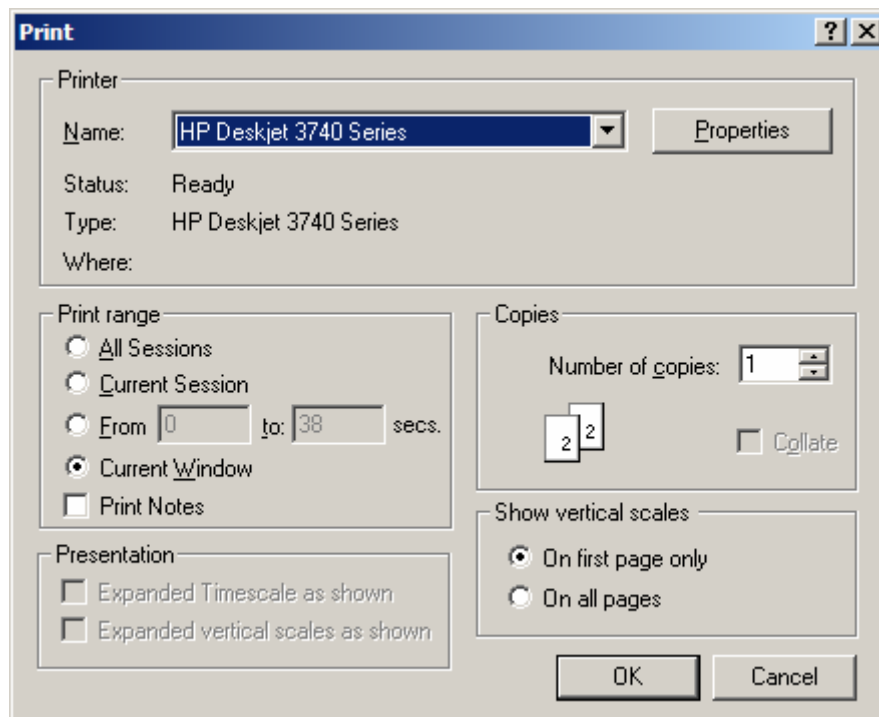 Print
Printer
Name: HP Deskjet 3740 Series Properties
Status: Ready
Type: HP Deskjet 3740 Series
Where:
Print range
All Sessions
Current Session
From 0 to: 38 secs.
Current Window
Print Notes
Copies
Number of copies: 1
2 2
Collate
Show vertical scales
On first page only
On all pages
Presentation
Expanded Timescale as shown
Expanded vertical scales as shown
OK Cancel